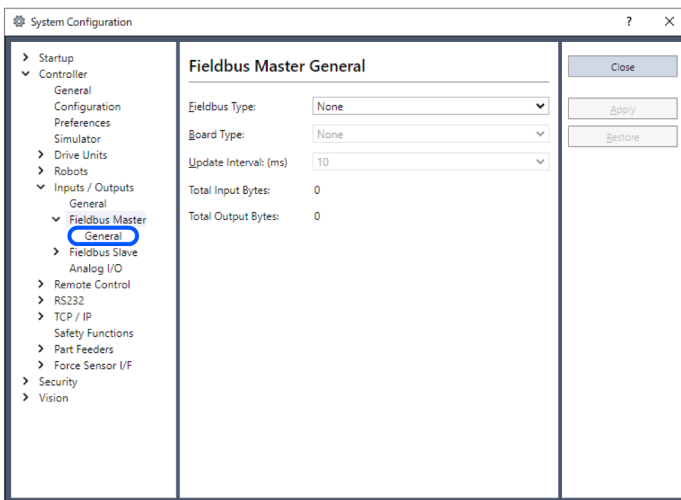 System Configuration
?
Startup
Controller
General
Configuration
Preferences
Simulator
Drive Units
Robots
Inputs / Outputs
General
Fieldbus Master
General
Fieldbus Slave
Analog I/O
Remote Control
RS232
TCP / IP
Safety Functions
Part Feeders
Force Sensor I/F
Security
Vision
Fieldbus Master General
Fieldbus Type: None
Board Type: None
Update Interval: (ms) 10
Total Input Bytes: 0
Total Output Bytes: 0
Close
Apply
Restore